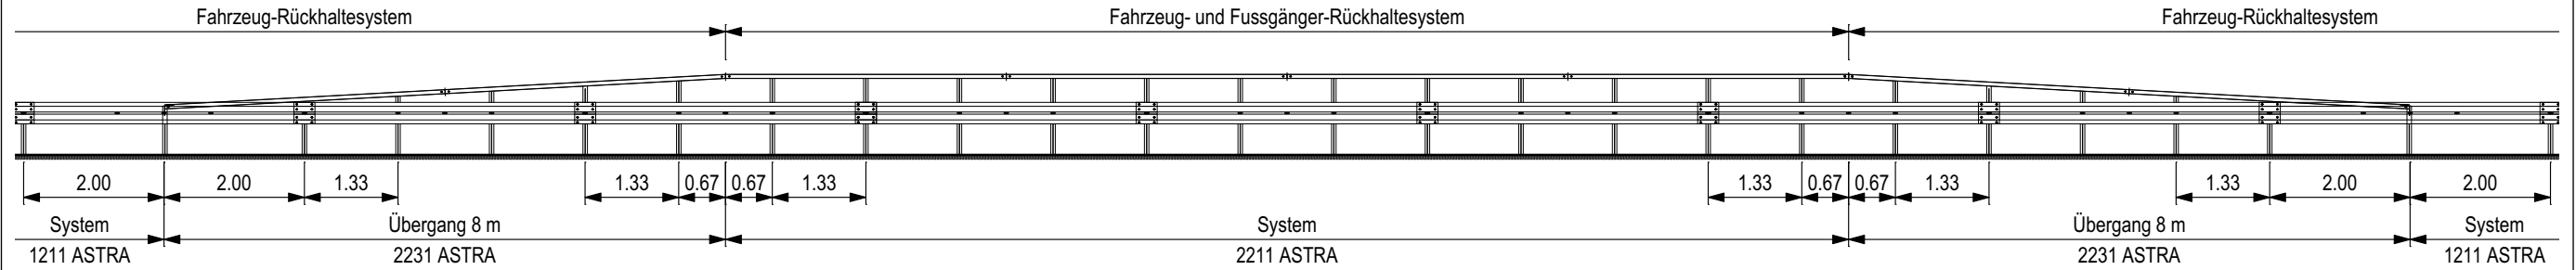 Fahrzeug-Rückhaltesystem Fahrzeug- und Fussgänger-Rückhaltesystem Fahrzeug-Rückhaltesystem
2.00 2.00 1.33 1.33 0.67 0.67 1.33 1.33 0.67 0.67 1.33 1.33 2.00 2.00
System Übergang 8 m System Übergang 8 m System
1211 ASTRA 2231 ASTRA 2211 ASTRA 2231 ASTRA 1211 ASTRA